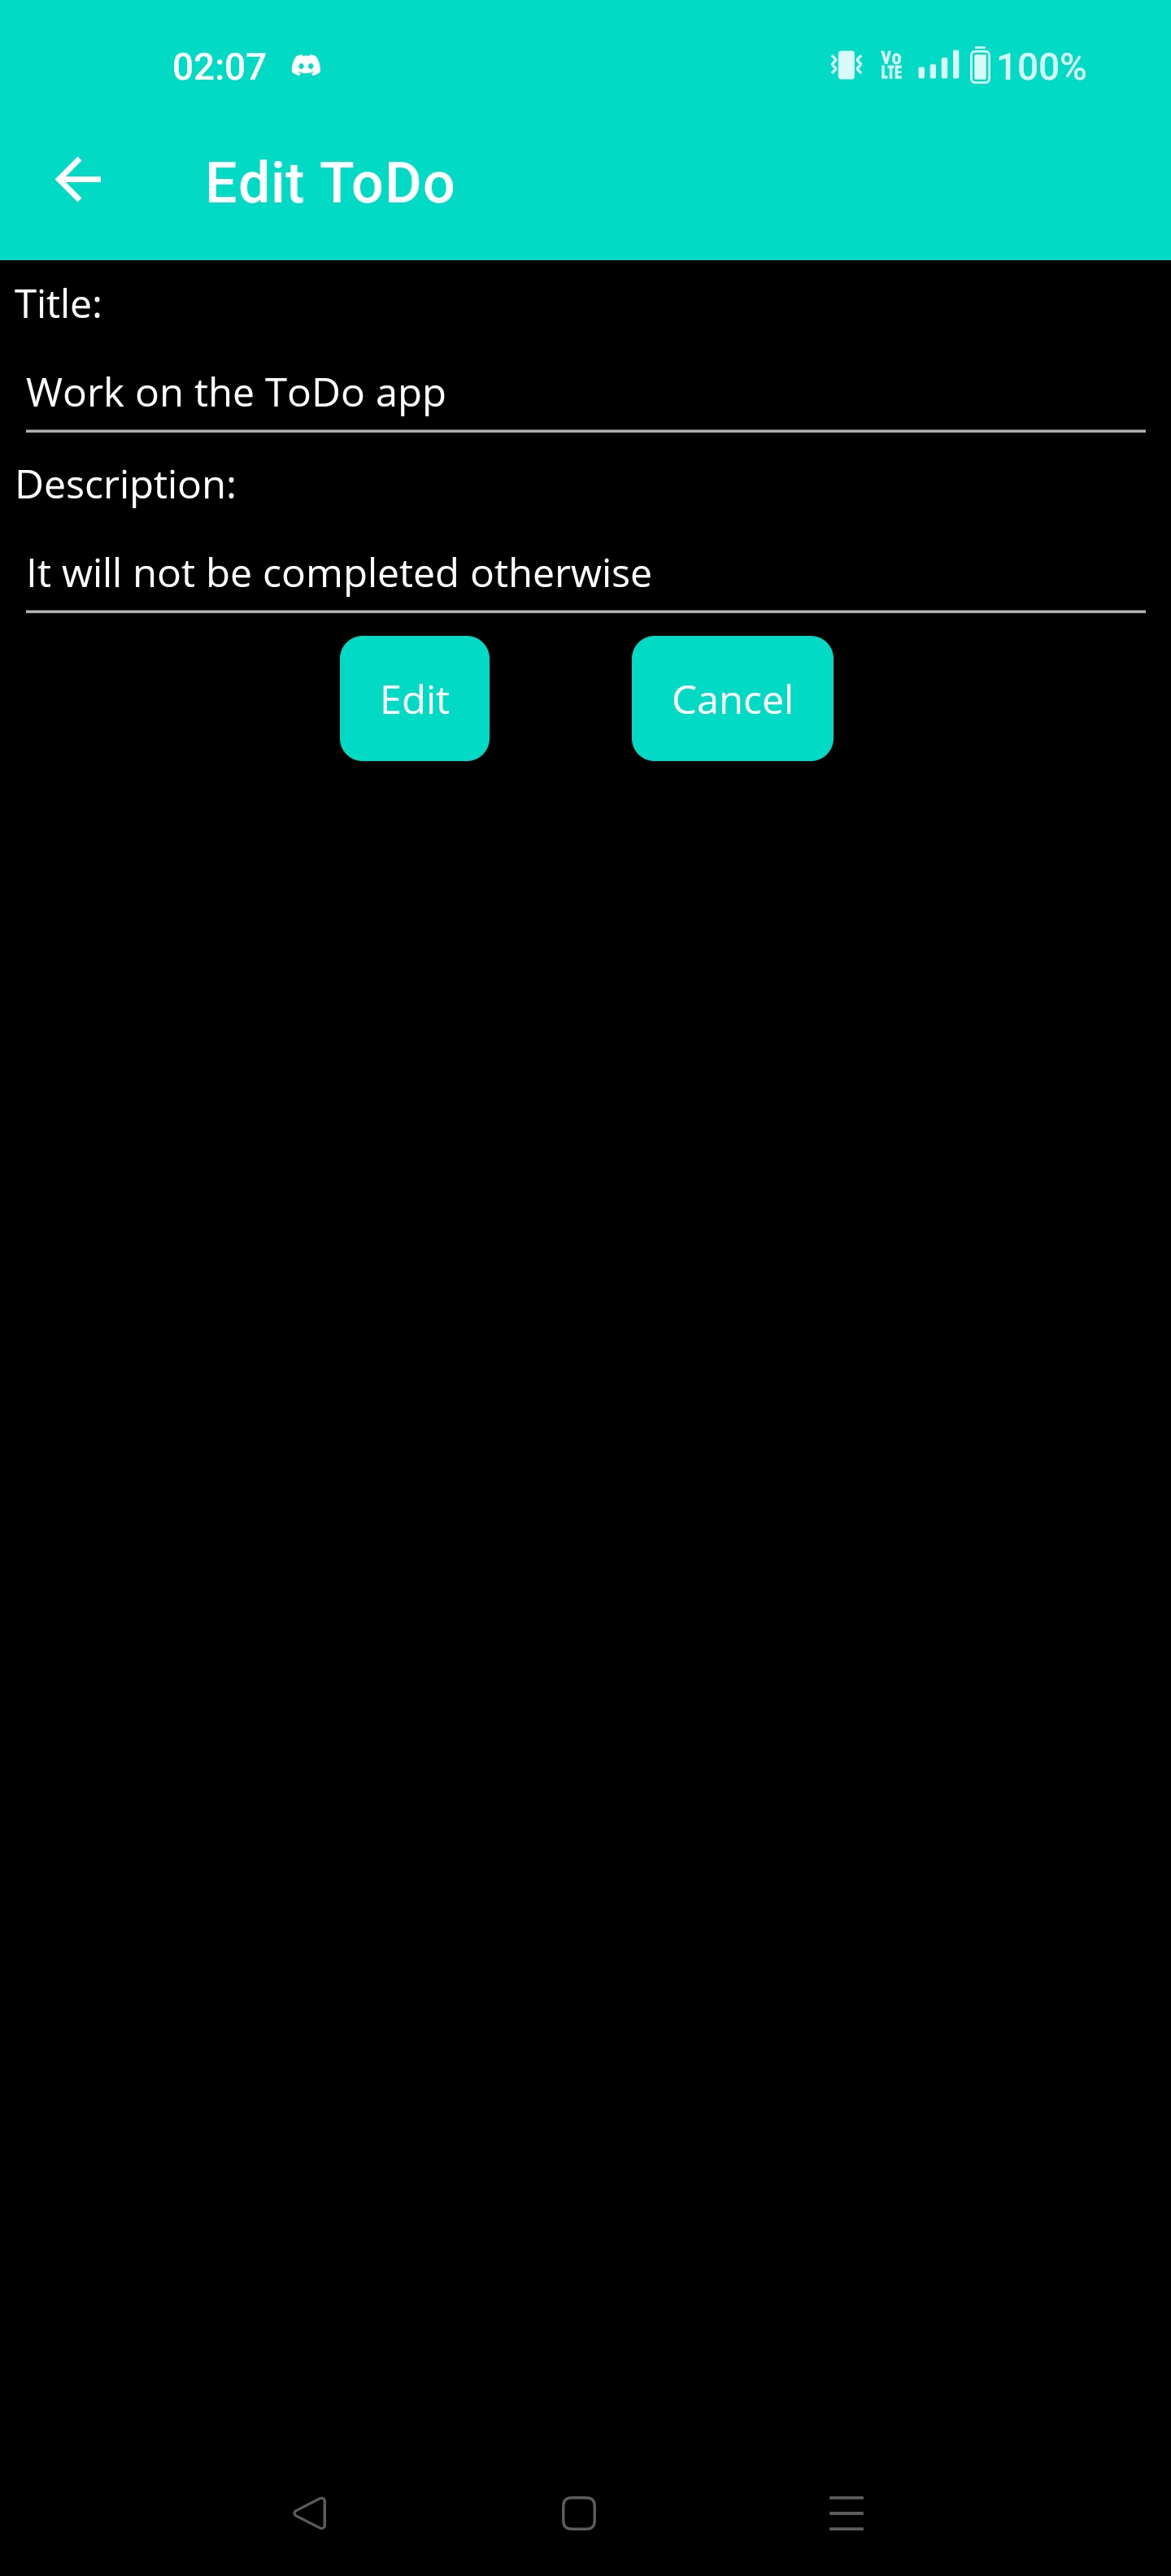 02:07 Vo LTE 100%
Edit ToDo
Title:
Work on the ToDo app
Description:
It will not be completed otherwise
Edit Cancel